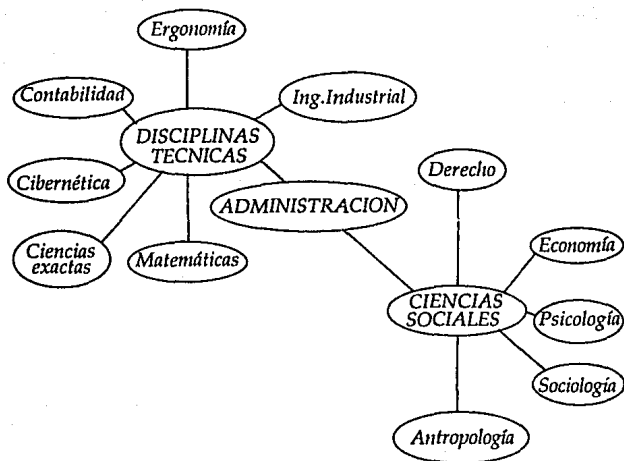 Ergonomía
Contabilidad
Ing.Industrial
DISCIPLINAS
TECNICAS
Derecho
Cibernética
ADMINISTRACION
Economía
Ciencias
exactas
Matemáticas
CIENCIAS
SOCIALES
Psicología
Sociología
Antropología